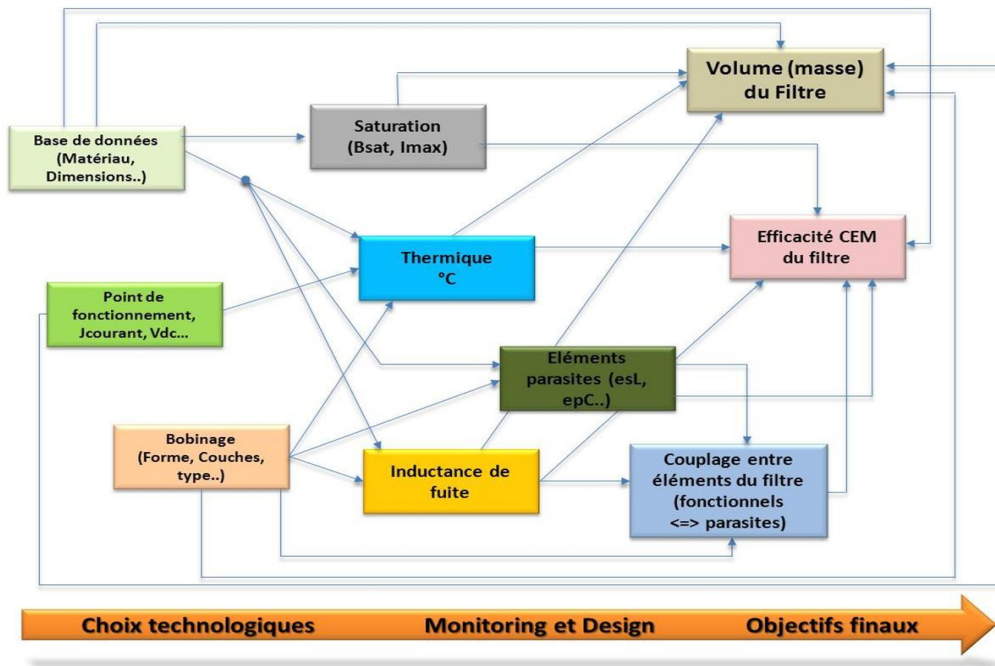 Volume (masse)
du Filtre
Base de données
(Matériau,
Dimensions..)
Saturation
(Bsat, Imax)
Efficacité CEM
du filtre
Thermique
°C
Point de
fonctionnement,
Jcourant, Vdc...
Eléments
parasites (esL,
epC..)
Bobinage
(Forme, Couches,
type..)
Inductance de
fuite
Couplage entre
éléments du filtre
(fonctionnels
<=> parasites)
Choix technologiques
Monitoring et Design
Objectifs finaux